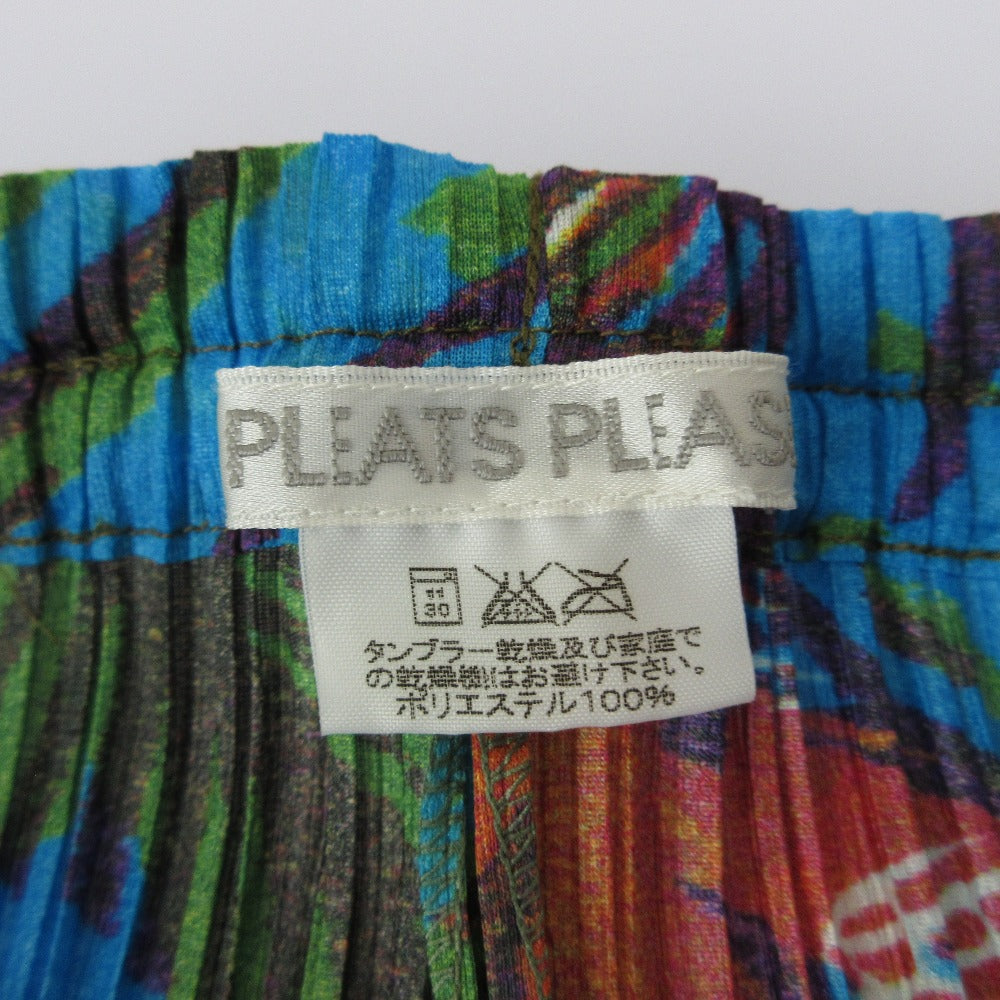 PLEATS PLEAS
30
タンブラー乾燥及び家庭で
の乾燥機はお避け下さい。
ポリエステル100%